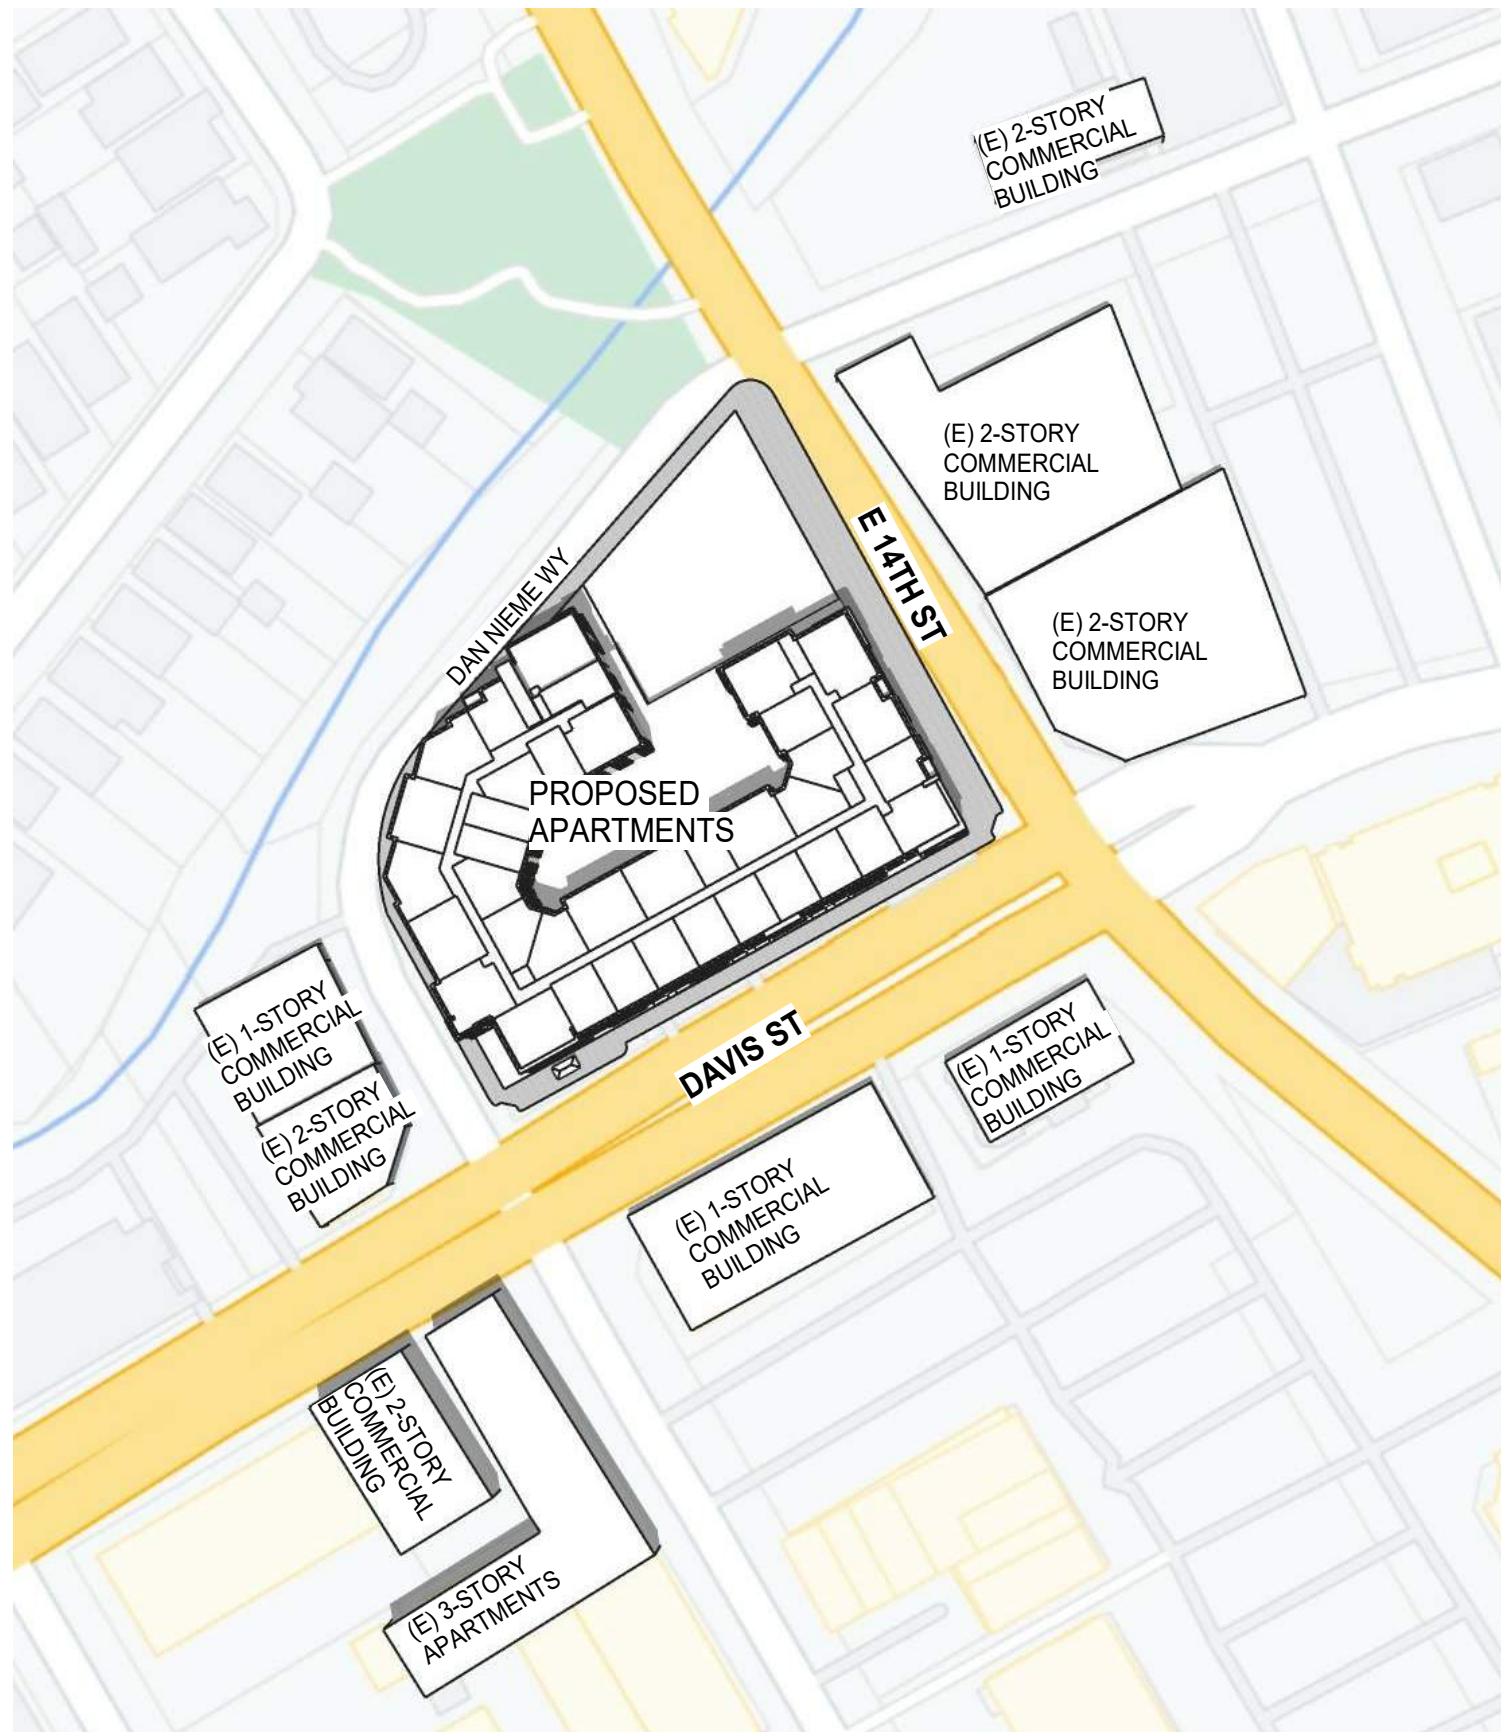 (E) 2-STORY
COMMERCIAL
BUILDING
(E) 2-STORY
COMMERCIAL
BUILDING
E 14TH ST
DAN NIEME WY
(E) 2-STORY
COMMERCIAL
BUILDING
PROPOSED
APARTMENTS
(E) 1-STORY
COMMERCIAL
BUILDING
(E) 2-STORY
COMMERCIAL
BUILDING
DAVIS ST
(E) 1-STORY
COMMERCIAL
BUILDING
(E) 1-STORY
COMMERCIAL
BUILDING
(E) 2-STORY
COMMERCIAL
BUILDING
(E) 3-STORY
APARTMENTS